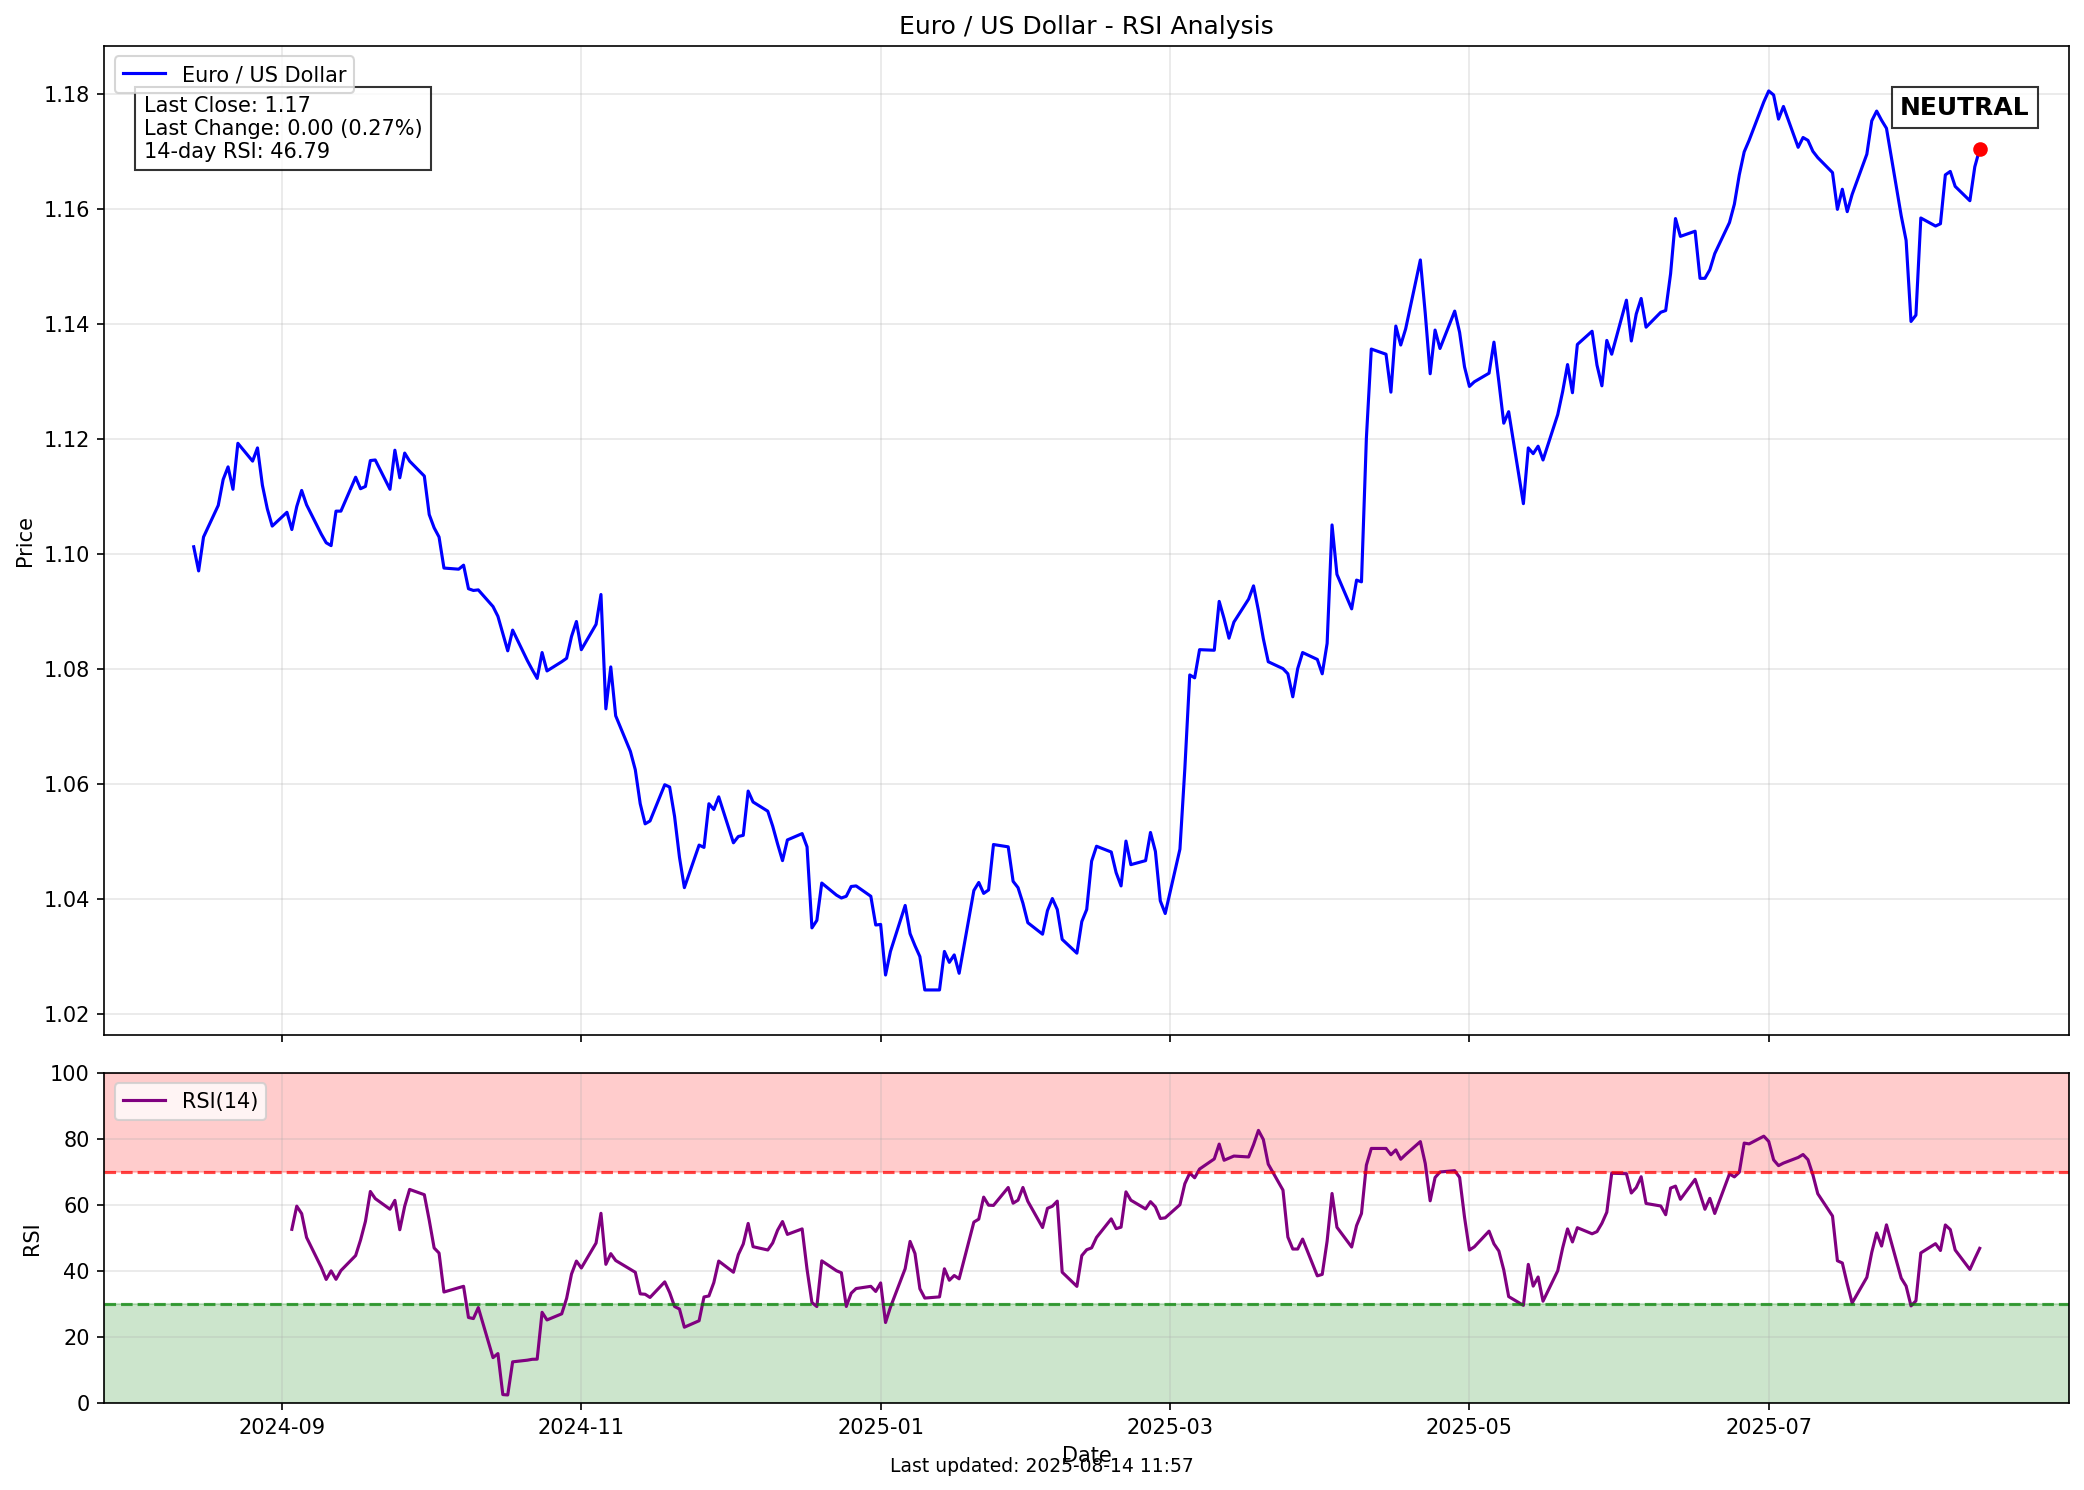 Euro / US Dollar - RSI Analysis
Euro / US Dollar
Last Close: 1.17
Last Change: 0.00 (0.27%)
14-day RSI: 46.79
NEUTRAL
Price
1.18
1.16
1.14
1.12
1.10
1.08
1.06
1.04
1.02
RSI(14)
RSI
100
80
60
40
20
0
2024-09
2024-11
2025-01
2025-03
2025-05
2025-07
Date
Last updated: 2025-08-14 11:57